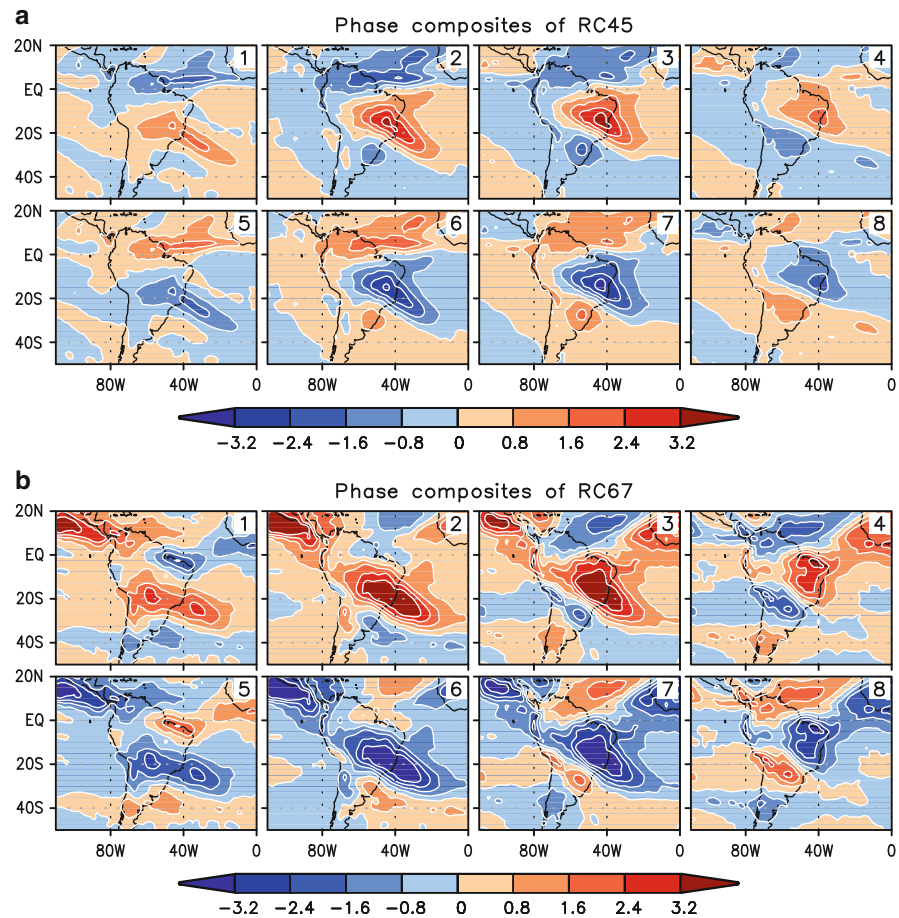 a
Phase composites of RC45
20N EQ 20S 40S
1 2 3 4
20N EQ 20S 40S
5 6 7 8
80W 40W 0 80W 40W 0 80W 40W 0 80W 40W 0
-3.2 -2.4 -1.6 -0.8 0 0.8 1.6 2.4 3.2
b
Phase composites of RC67
20N EQ 20S 40S
1 2 3 4
20N EQ 20S 40S
5 6 7 8
80W 40W 0 80W 40W 0 80W 40W 0 80W 40W 0
-3.2 -2.4 -1.6 -0.8 0 0.8 1.6 2.4 3.2